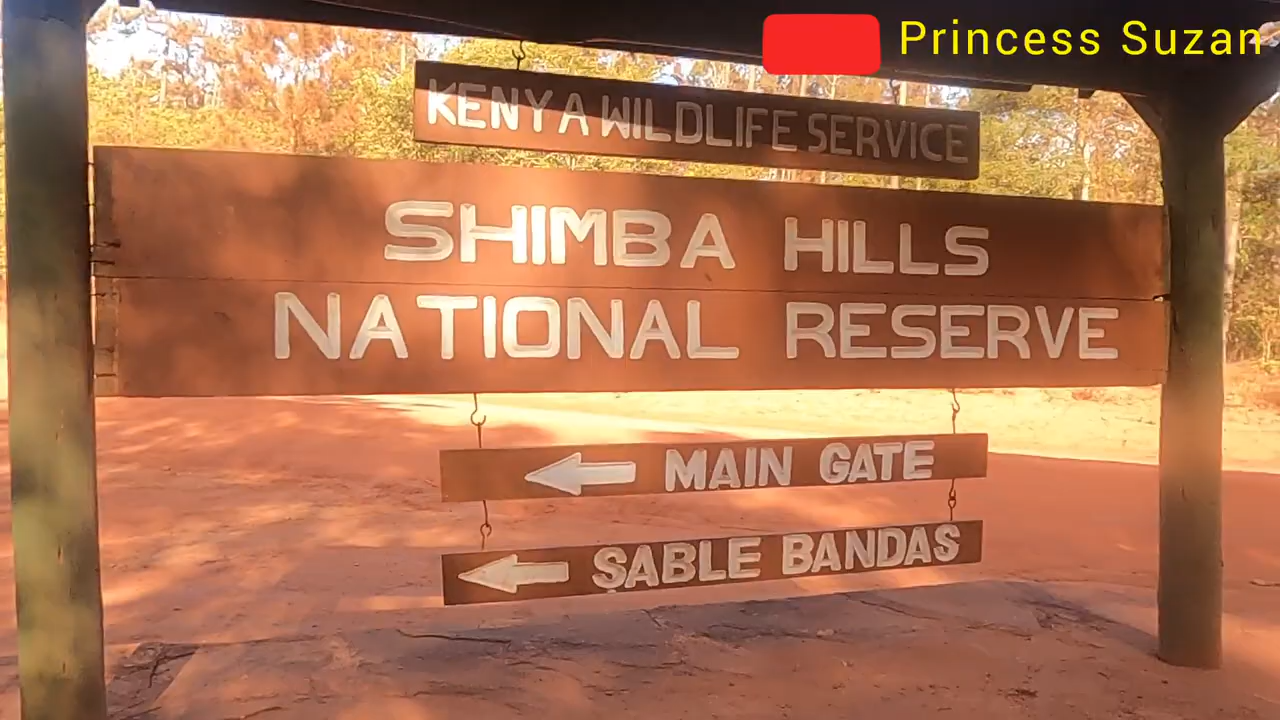 Princess Suzan
KENYA WILDLIFE SERVICE
SHIMBA HILLS
NATIONAL RESERVE
MAIN GATE
SABLE BANDAS